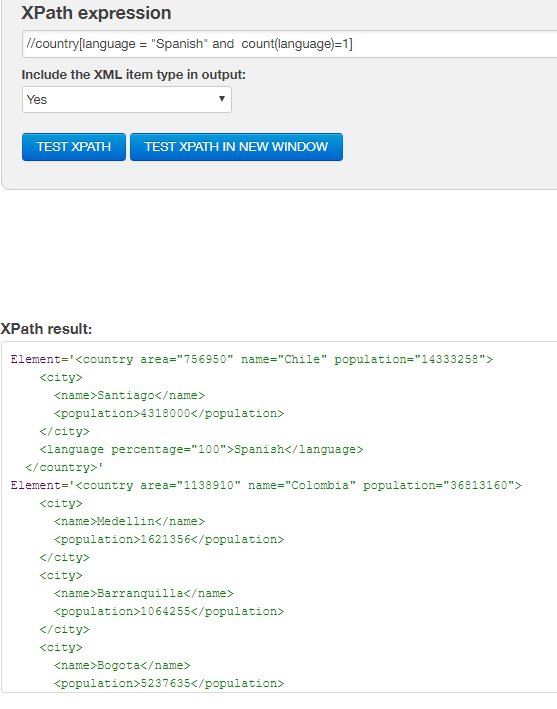 XPath expression
//country[language = "Spanish" and  count(language)=1]
Include the XML item type in output:
Yes
TEST XPATH TEST XPATH IN NEW WINDOW
XPath result:
Element='<country area="756950" name="Chile" population="14333258">
<city>
<name>Santiago</name>
<population>4318000</population>
</city>
<language percentage="100">Spanish</language>
</country>'
Element='<country area="1138910" name="Colombia" population="36813160">
<city>
<name>Medellin</name>
<population>1621356</population>
</city>
<city>
<name>Barranquilla</name>
<population>1064255</population>
</city>
<city>
<name>Bogota</name>
<population>5237635</population>